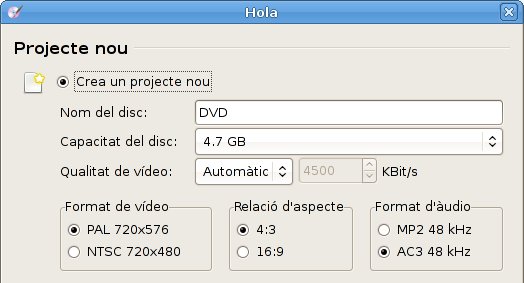 Hola
Projecte nou
Crea un projecte nou
Nom del disc: DVD
Capacitat del disc: 4.7 GB
Qualitat de vídeo: Automàtic 4500 KBit/s
Format de vídeo Relació d'aspecte Format d'àudio
PAL 720x576 4:3 MP2 48 kHz
NTSC 720x480 16:9 AC3 48 kHz